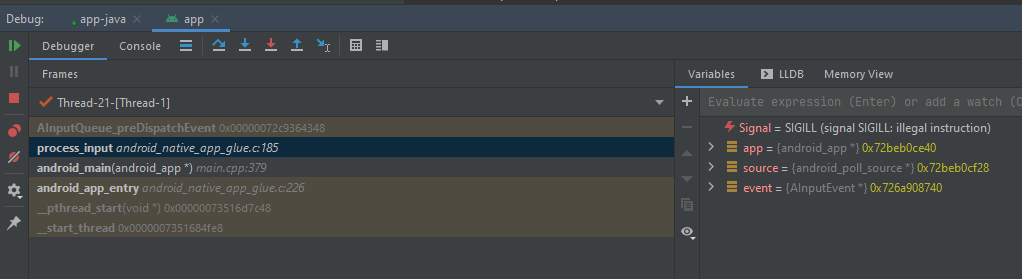 Debug: app-java × app ×
Debugger Console
Frames Variables LLDB Memory View
Thread-21-[Thread-1] Evaluate expression (Enter) or add a watch (C
AInputQueue_preDispatchEvent 0x00000072c9364348 Signal = SIGILL (signal SIGILL: illegal instruction)
process_input android_native_app_glue.c:185 app = {android_app *} 0x72beb0ce40
android_main(android_app *) main.cpp:379 source = {android_poll_source *} 0x72beb0cf28
android_app_entry android_native_app_glue.c:226 event = {AInputEvent *} 0x726a908740
__pthread_start(void *) 0x00000073516d7c48
__start_thread 0x0000007351684fe8